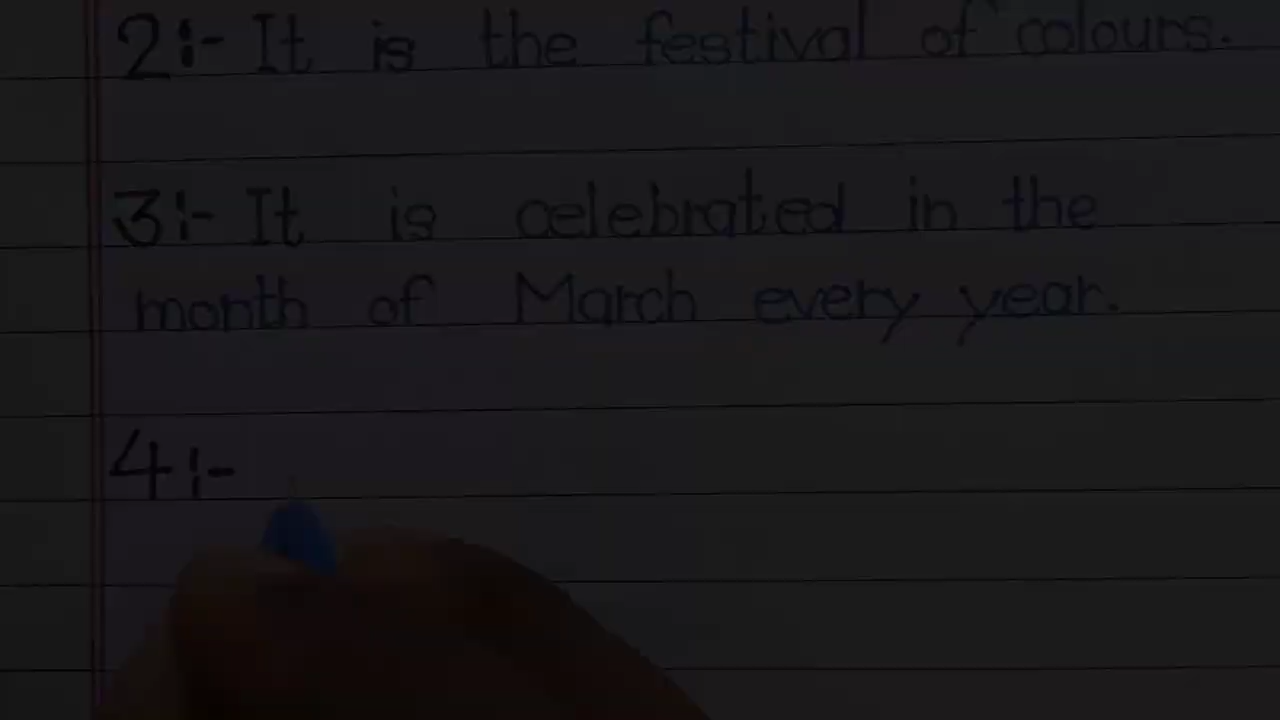 2:- It is the festival of colours.
3:- It is celebrated in the
month of March every year.
4:-